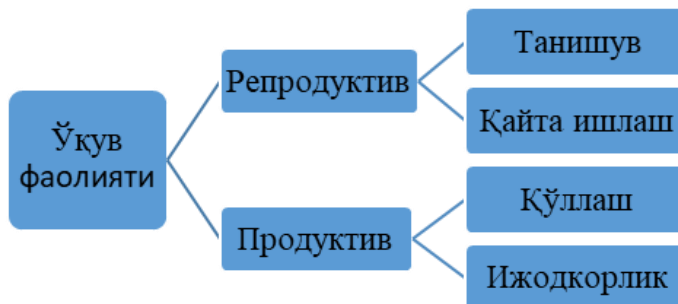 Ўқув
фаолияти
Репродуктив
Продуктив
Танишув
Қайта ишлаш
Қўллаш
Ижодкорлик